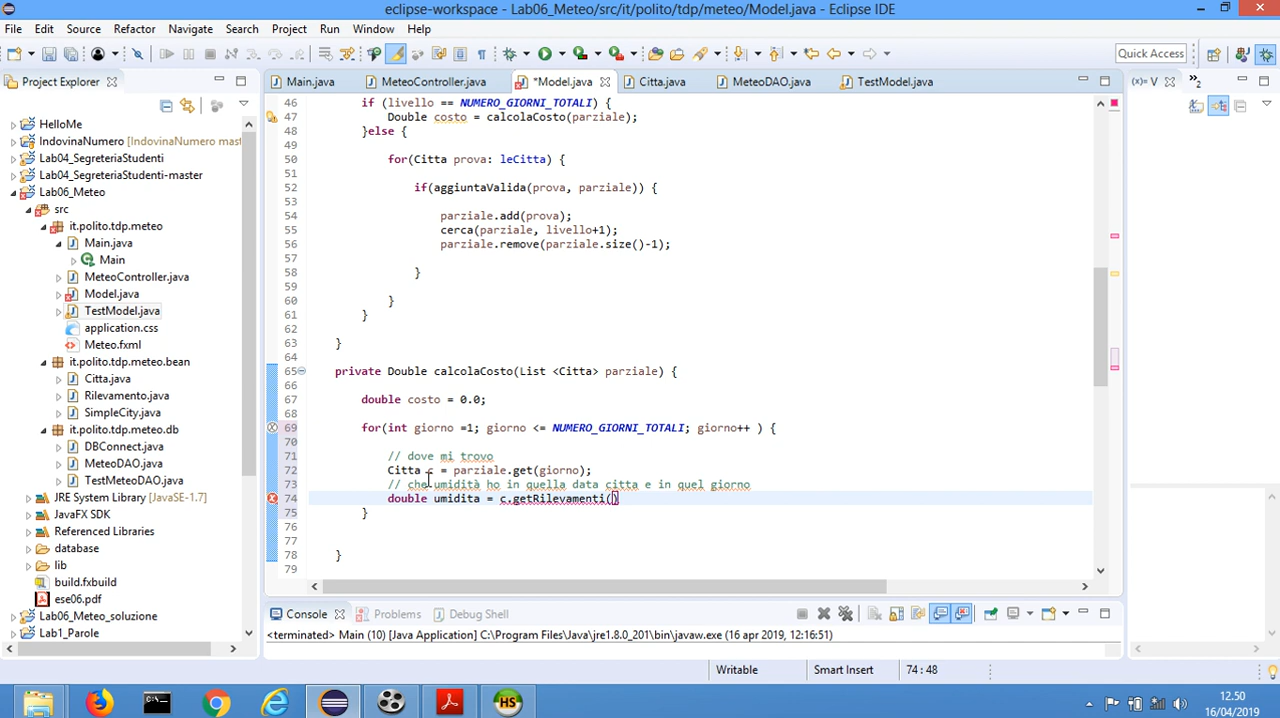 eclipse-workspace - Lab06_Meteo/src/it/polito/tdp/meteo/Model.java - Eclipse IDE
File Edit Source Refactor Navigate Search Project Run Window Help
Quick Access
Project Explorer
Main.java MeteoController.java *Model.java Citta.java MeteoDAO.java TestModel.java
(x)= V
»2
HelloMe
IndovinaNumero [IndovinaNumero mast
Lab04_SegreteriaStudenti
Lab04_SegreteriaStudenti-master
Lab06_Meteo
src
it.polito.tdp.meteo
Main.java
Main
MeteoController.java
Model.java
TestModel.java
application.css
Meteo.fxml
it.polito.tdp.meteo.bean
Citta.java
Rilevamento.java
SimpleCity.java
it.polito.tdp.meteo.db
DBConnect.java
MeteoDAO.java
TestMeteoDAO.java
JRE System Library [JavaSE-1.7]
JavaFX SDK
Referenced Libraries
database
lib
build.fxbuild
ese06.pdf
Lab06_Meteo_soluzione
Lab1_Parole
46 if (livello == NUMERO_GIORNI_TOTALI) {
47 Double costo = calcolaCosto(parziale);
48 }else {
49
50 for(Citta prova: leCitta) {
51
52 if(aggiuntaValida(prova, parziale)) {
53
54 parziale.add(prova);
55 cerca(parziale, livello+1);
56 parziale.remove(parziale.size()-1);
57
58 }
59
60 }
61 }
62
63 }
64
65 private Double calcolaCosto(List <Citta> parziale) {
66
67 double costo = 0.0;
68
69 for(int giorno =1; giorno <= NUMERO_GIORNI_TOTALI; giorno++ ) {
70
71 // dove mi trovo
72 Citta c = parziale.get(giorno);
73 // che umidità ho in quella data citta e in quel giorno
74 double umidita = c.getRilevamenti()
75 }
76
77
78 }
79
Console Problems Debug Shell
<terminated> Main (10) [Java Application] C:\Program Files\Java\jre1.8.0_201\bin\javaw.exe (16 apr 2019, 12:16:51)
Writable Smart Insert 74 : 48
12.50
16/04/2019